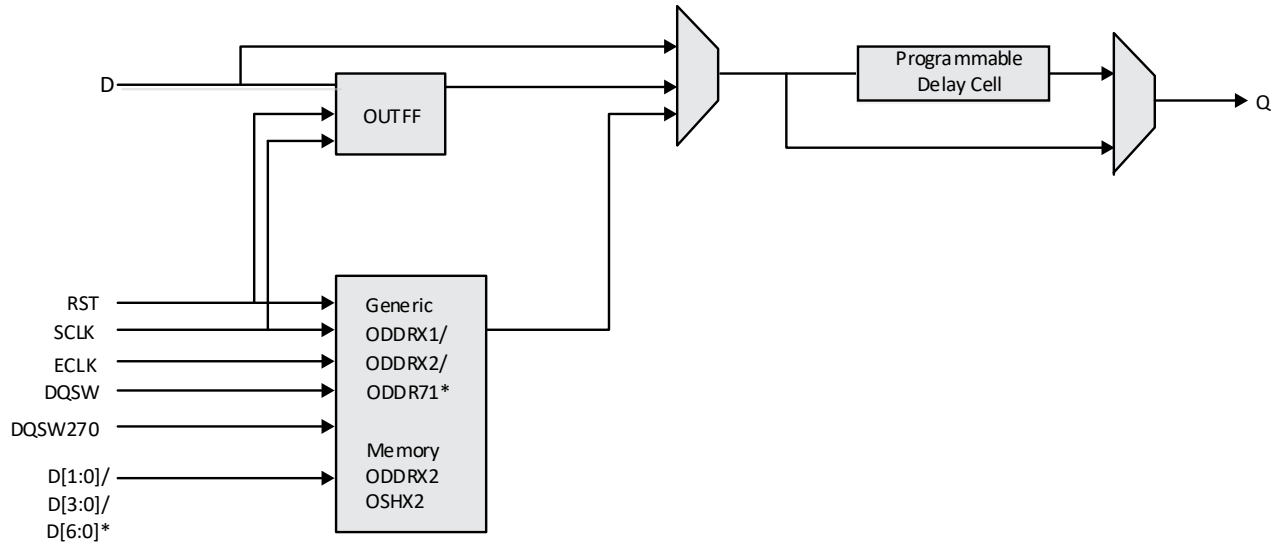 D
OUTFF
Programmable
Delay Cell
Q
RST
SCLK
ECLK
DQSW
DQSW270
D[1:0]/
D[3:0]/
D[6:0]*
Generic
ODDRX1/
ODDRX2/
ODDR71*
Memory
ODDRX2
OSHX2